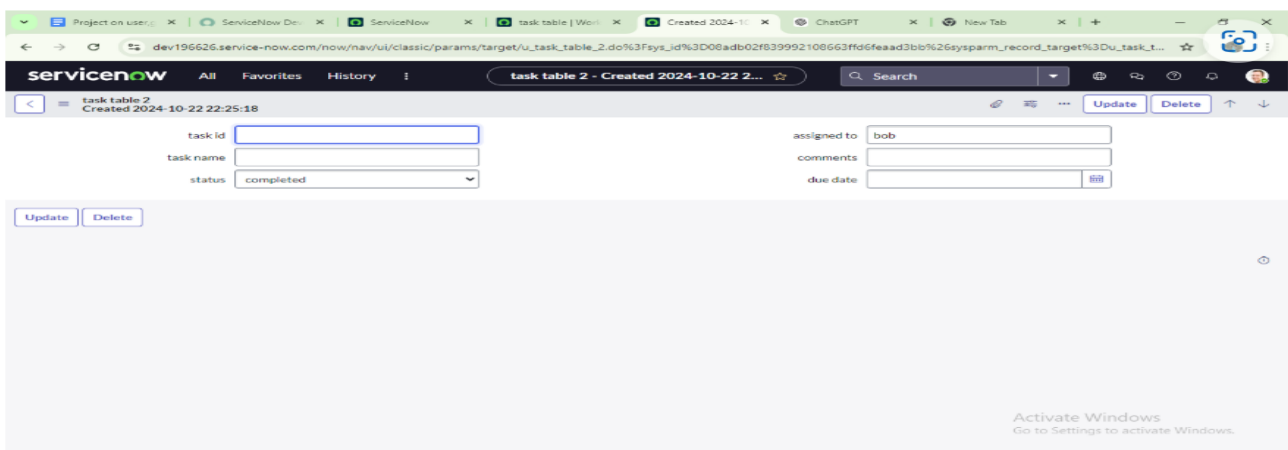 Project on user,g
ServiceNow Dev
ServiceNow
task table | Work
Created 2024-10
ChatGPT
New Tab
dev196626.service-now.com/now/nav/ui/classic/params/target/u_task_table_2.do%3Fsys_id%3D08adb02f839992108663ffd6feaad3bb%26sysparm_record_target%3Du_task_t...
servicenow All Favorites History task table 2 - Created 2024-10-22 2... Search
task table 2
Created 2024-10-22 22:25:18
Update Delete
task id
assigned to bob
task name
comments
status completed
due date
Update Delete
Activate Windows
Go to Settings to activate Windows.